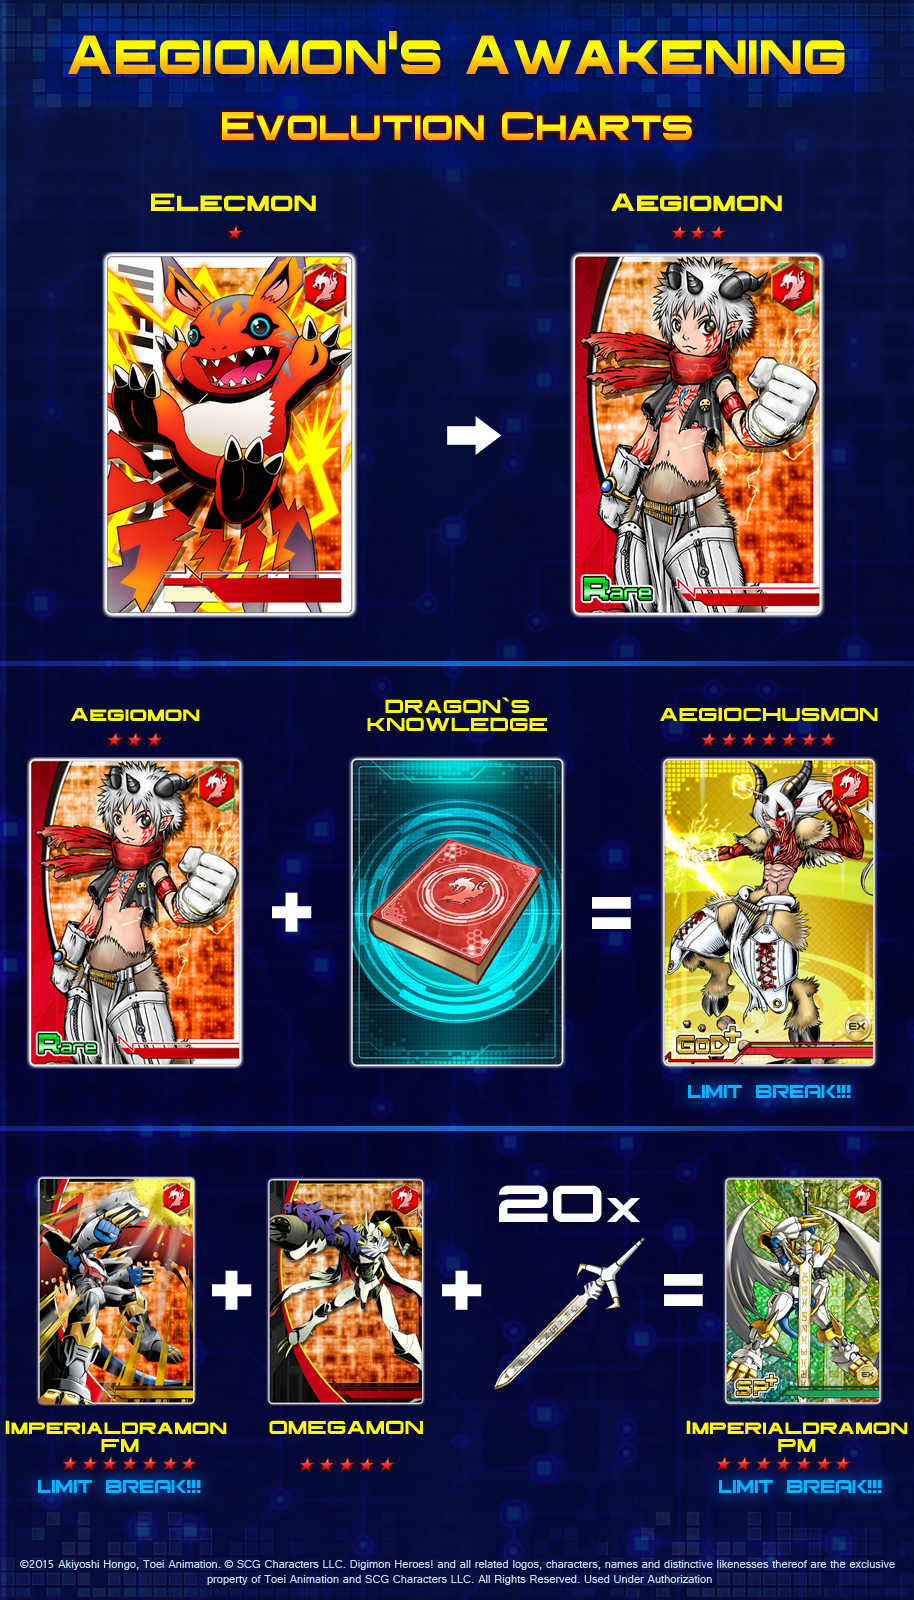 AEGIOMON'S AWAKENING
EVOLUTION CHARTS
ELECMON
AEGIOMON
RARE
AEGIOMON
DRAGON`S
KNOWLEDGE
AEGIOCHUSMON
RARE
EX
GOD+
LIMIT BREAK!!!
20X
EX
SP+
IMPERIALDRAMON
FM
OMEGAMON
IMPERIALDRAMON
PM
LIMIT BREAK!!!
LIMIT BREAK!!!
©2015 Akiyoshi Hongo, Toei Animation. © SCG Characters LLC. Digimon Heroes! and all related logos, characters, names and distinctive likenesses thereof are the exclusive
property of Toei Animation and SCG Characters LLC. All Rights Reserved. Used Under Authorization